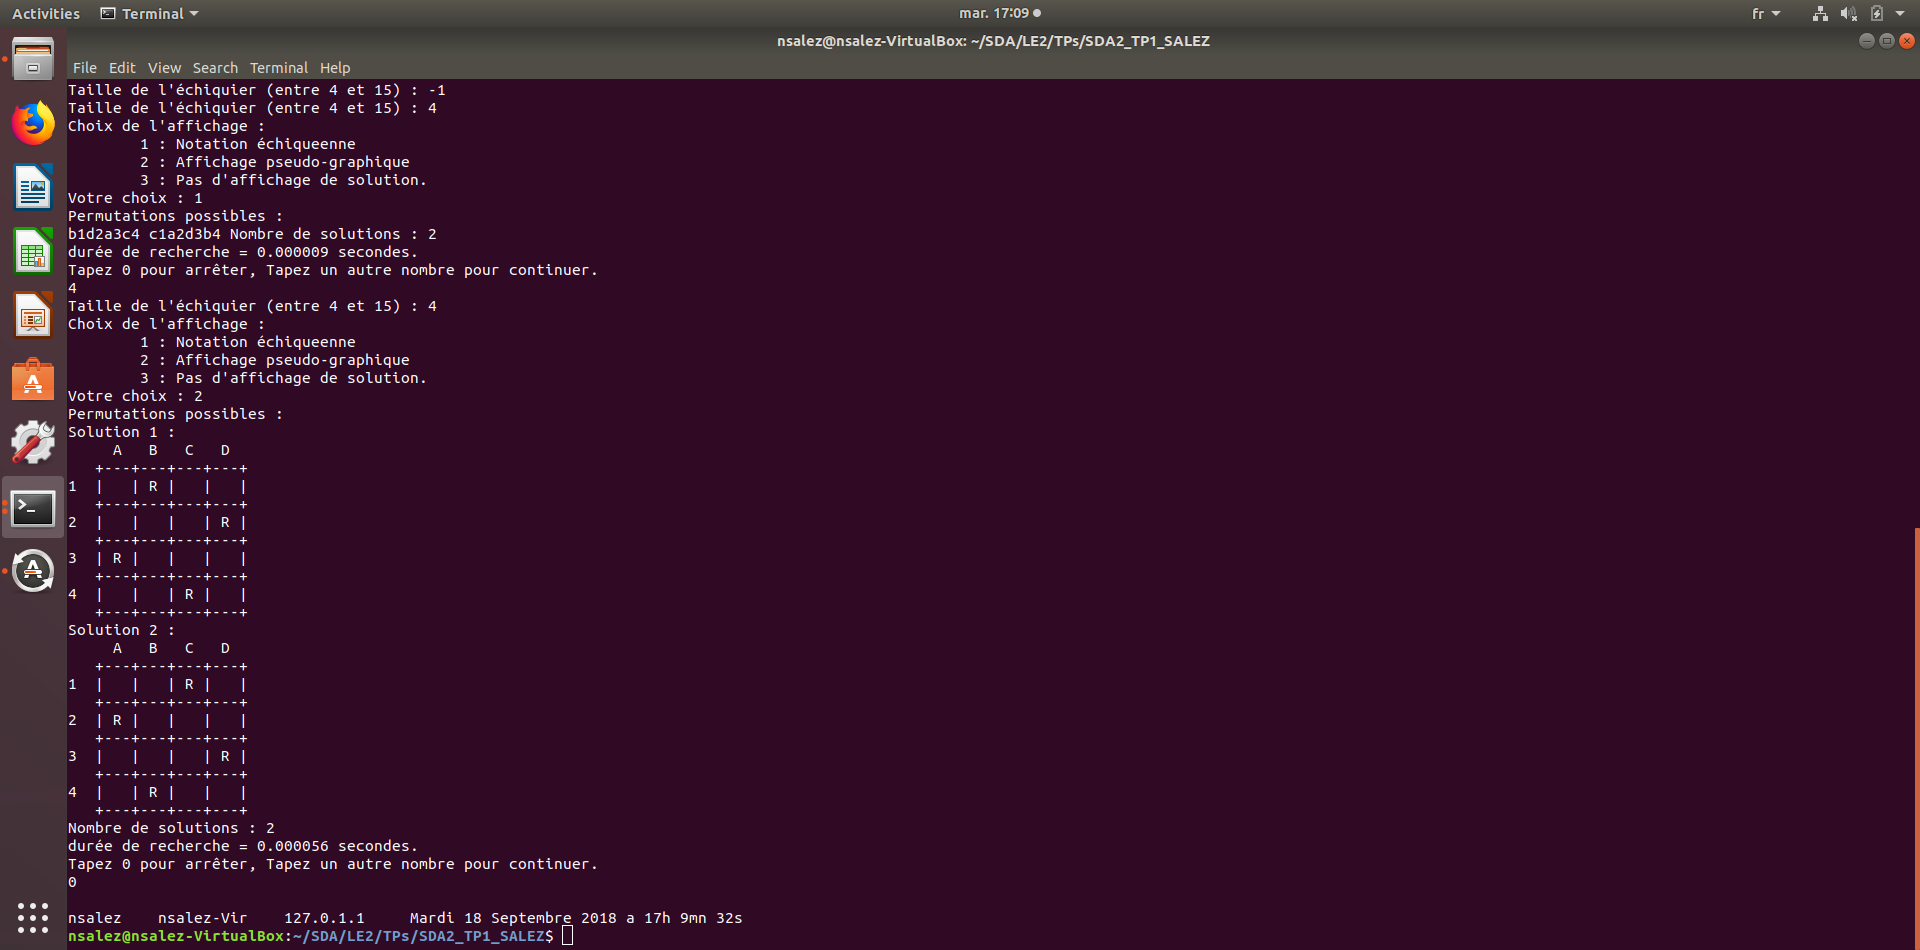 Activities Terminal mar. 17:09 fr
nsalez@nsalez-VirtualBox: ~/SDA/LE2/TPs/SDA2_TP1_SALEZ
File Edit View Search Terminal Help
Taille de l'échiquier (entre 4 et 15) : -1
Taille de l'échiquier (entre 4 et 15) : 4
Choix de l'affichage :
        1 : Notation échiqueenne
        2 : Affichage pseudo-graphique
        3 : Pas d'affichage de solution.
Votre choix : 1
Permutations possibles :
b1d2a3c4 c1a2d3b4 Nombre de solutions : 2
durée de recherche = 0.000009 secondes.
Tapez 0 pour arrêter, Tapez un autre nombre pour continuer.
4
Taille de l'échiquier (entre 4 et 15) : 4
Choix de l'affichage :
        1 : Notation échiqueenne
        2 : Affichage pseudo-graphique
        3 : Pas d'affichage de solution.
Votre choix : 2
Permutations possibles :
Solution 1 :
     A   B   C   D
   +---+---+---+---+
1  |   | R |   |   |
   +---+---+---+---+
2  |   |   |   | R |
   +---+---+---+---+
3  | R |   |   |   |
   +---+---+---+---+
4  |   |   | R |   |
   +---+---+---+---+
Solution 2 :
     A   B   C   D
   +---+---+---+---+
1  |   |   | R |   |
   +---+---+---+---+
2  | R |   |   |   |
   +---+---+---+---+
3  |   |   |   | R |
   +---+---+---+---+
4  |   | R |   |   |
   +---+---+---+---+
Nombre de solutions : 2
durée de recherche = 0.000056 secondes.
Tapez 0 pour arrêter, Tapez un autre nombre pour continuer.
0
nsalez    nsalez-Vir    127.0.1.1     Mardi 18 Septembre 2018 a 17h 9mn 32s
nsalez@nsalez-VirtualBox:~/SDA/LE2/TPs/SDA2_TP1_SALEZ$